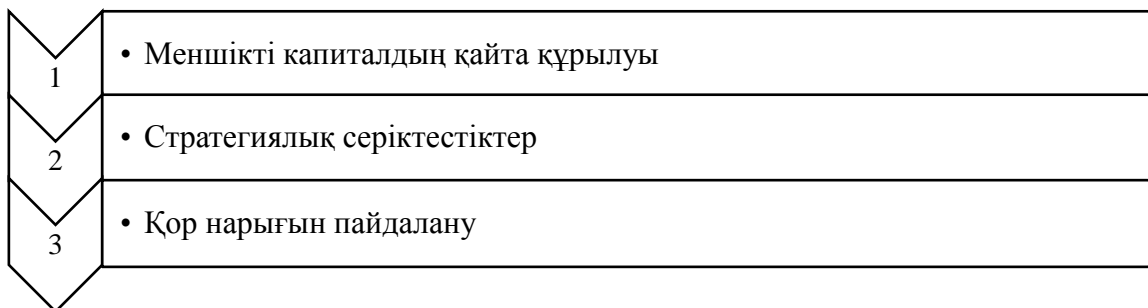 1
• Меншікті капиталдың қайта құрылуы
2
• Стратегиялық серіктестіктер
3
• Қор нарығын пайдалану